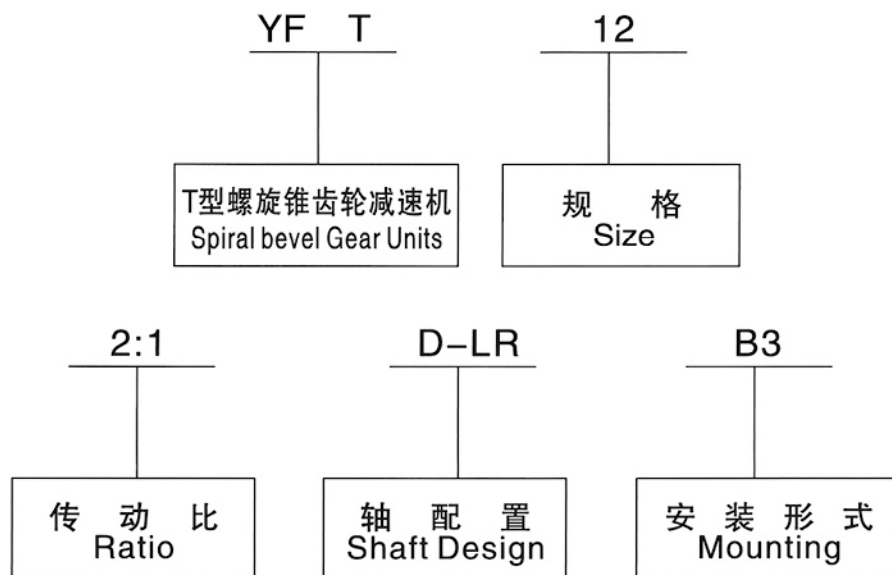 YF T 12
T型螺旋锥齿轮减速机
Spiral bevel Gear Units
规 格
Size
2:1 D-LR B3
传 动 比
Ratio
轴 配 置
Shaft Design
安 装 形 式
Mounting